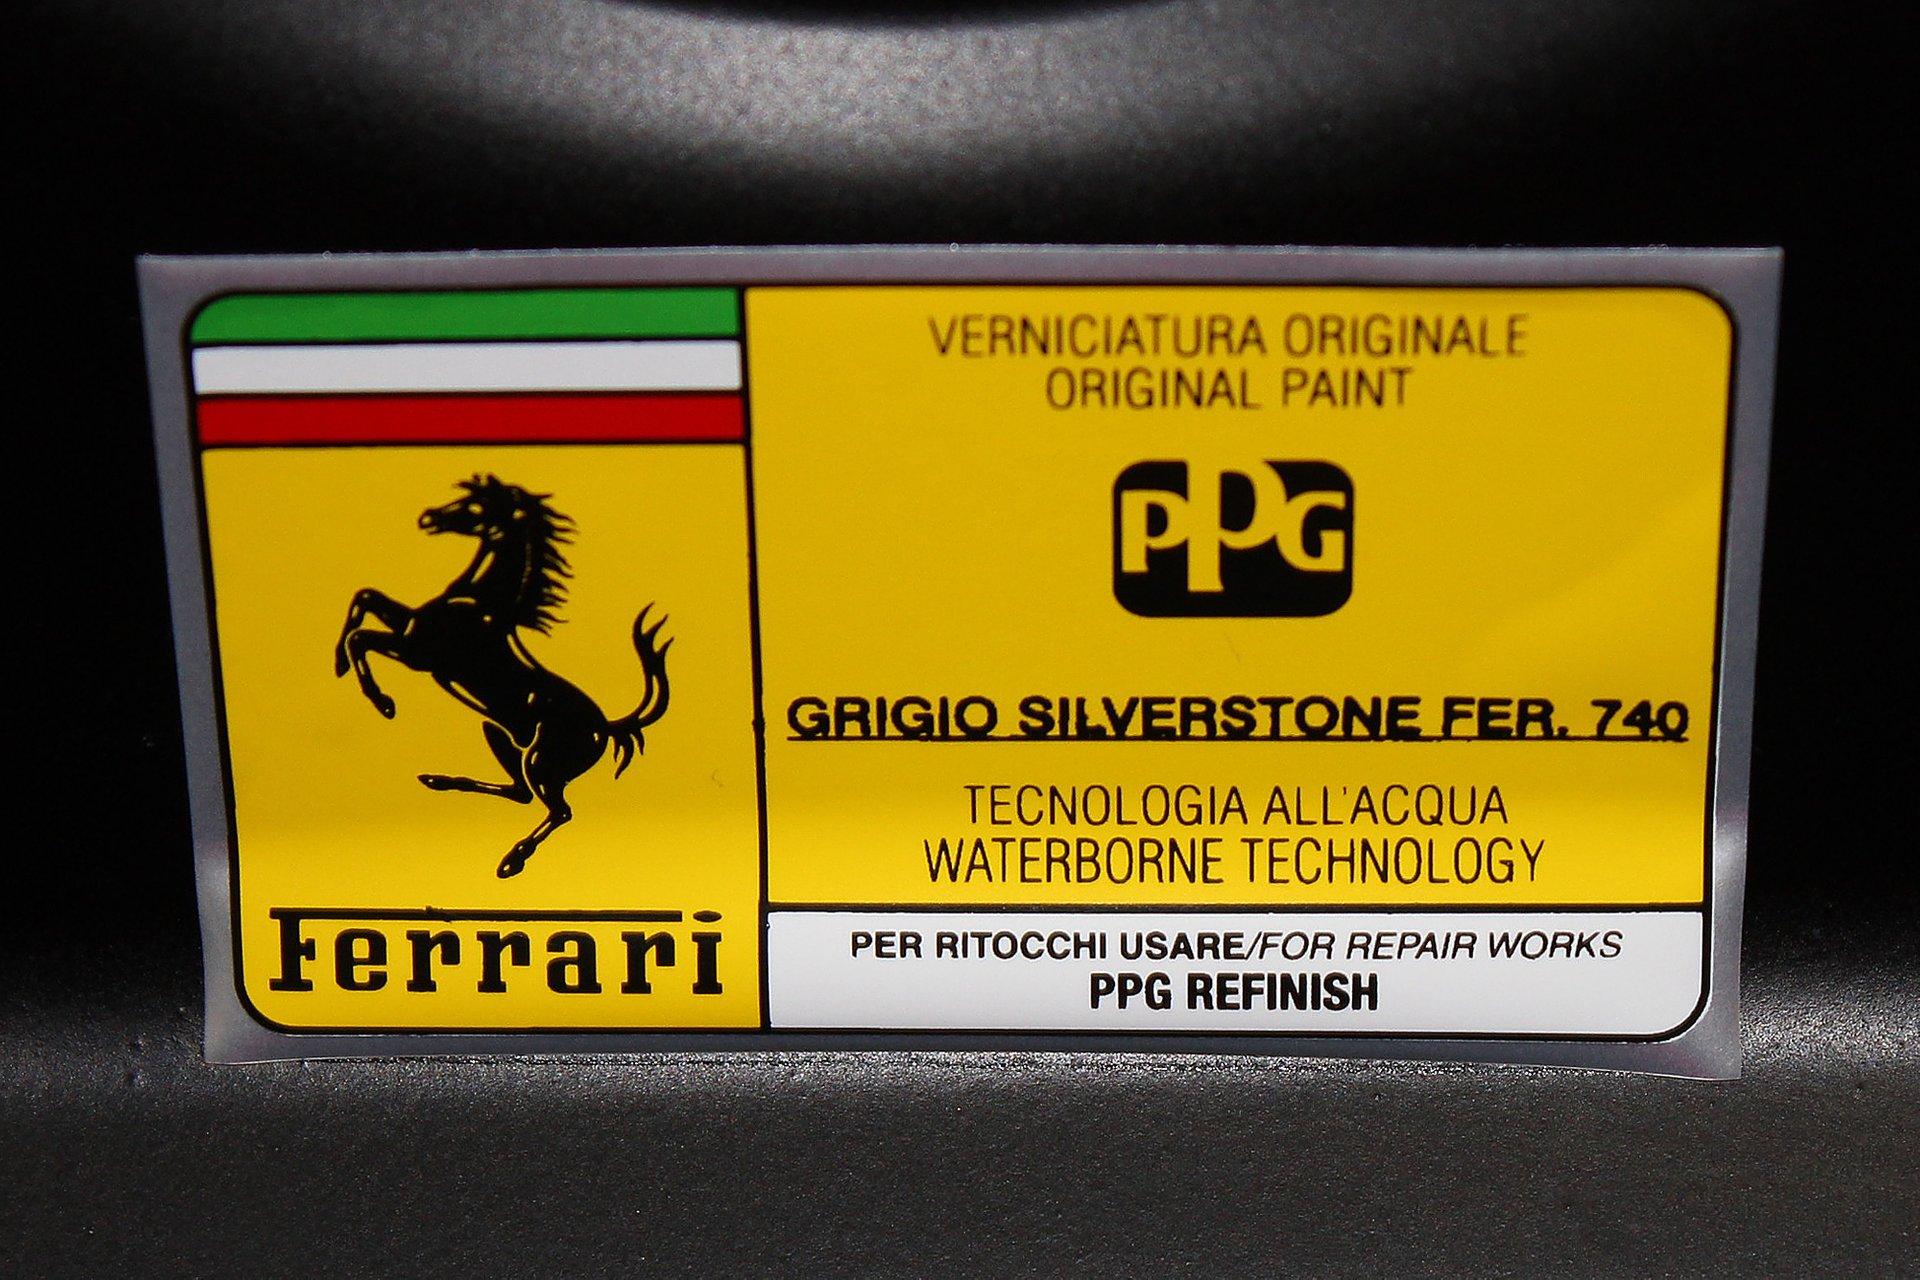 Ferrari
VERNICIATURA ORIGINALE
ORIGINAL PAINT
PPG
GRIGIO SILVERSTONE FER. 740
TECNOLOGIA ALL'ACQUA
WATERBORNE TECHNOLOGY
PER RITOCCHI USARE/FOR REPAIR WORKS
PPG REFINISH